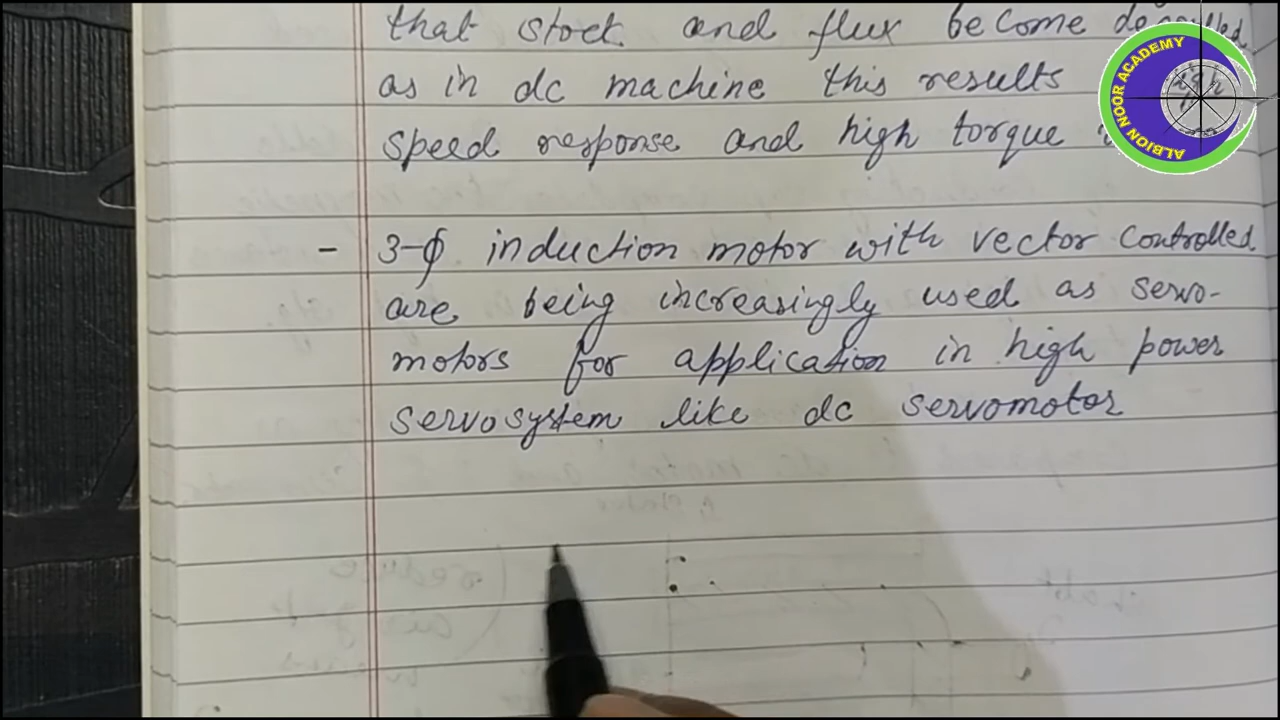 that stock and flux become
as in dc machine this results
speed response and high torque
- 3-ϕ induction motor with vector controlled
are being increasingly used as servo-
motors for application in high power
servosystem like dc servomotor
ALBION NOOR ACADEMY